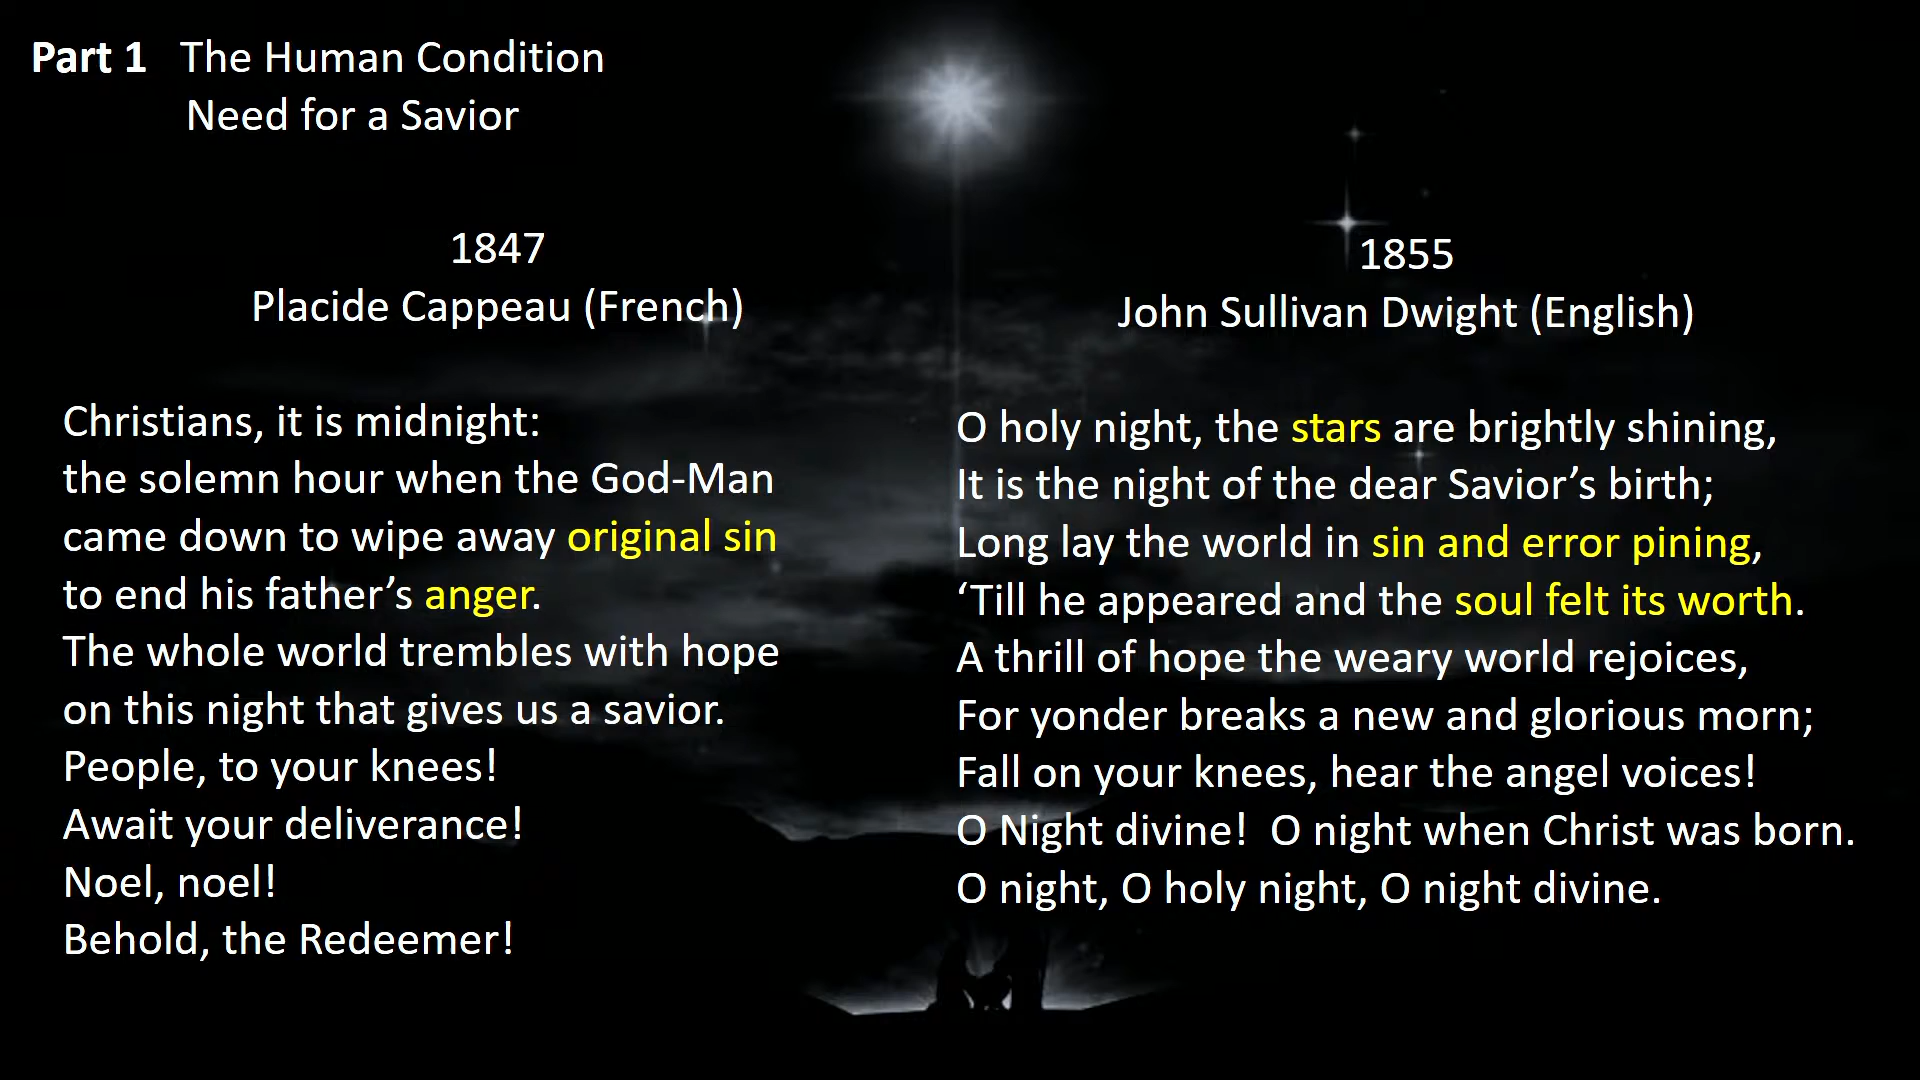 Part 1 The Human Condition
Need for a Savior
1847
Placide Cappeau (French)
Christians, it is midnight:
the solemn hour when the God-Man
came down to wipe away original sin
to end his father’s anger.
The whole world trembles with hope
on this night that gives us a savior.
People, to your knees!
Await your deliverance!
Noel, noel!
Behold, the Redeemer!
1855
John Sullivan Dwight (English)
O holy night, the stars are brightly shining,
It is the night of the dear Savior’s birth;
Long lay the world in sin and error pining,
‘Till he appeared and the soul felt its worth.
A thrill of hope the weary world rejoices,
For yonder breaks a new and glorious morn;
Fall on your knees, hear the angel voices!
O Night divine!  O night when Christ was born.
O night, O holy night, O night divine.